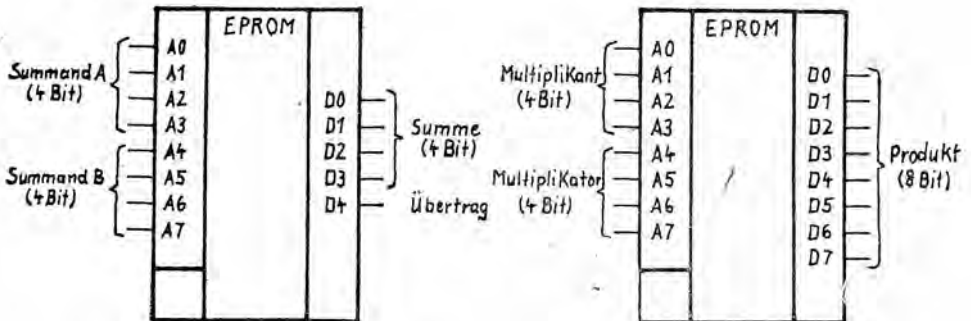 EPROM
Summand A
(4 Bit)
A0
A1
A2
A3
Summand B
(4 Bit)
A4
A5
A6
A7
D0
D1
D2
D3
D4
Summe
(4 Bit)
Übertrag
EPROM
Multiplikant
(4 Bit)
A0
A1
A2
A3
Multiplikator
(4 Bit)
A4
A5
A6
A7
D0
D1
D2
D3
D4
D5
D6
D7
Produkt
(8 Bit)